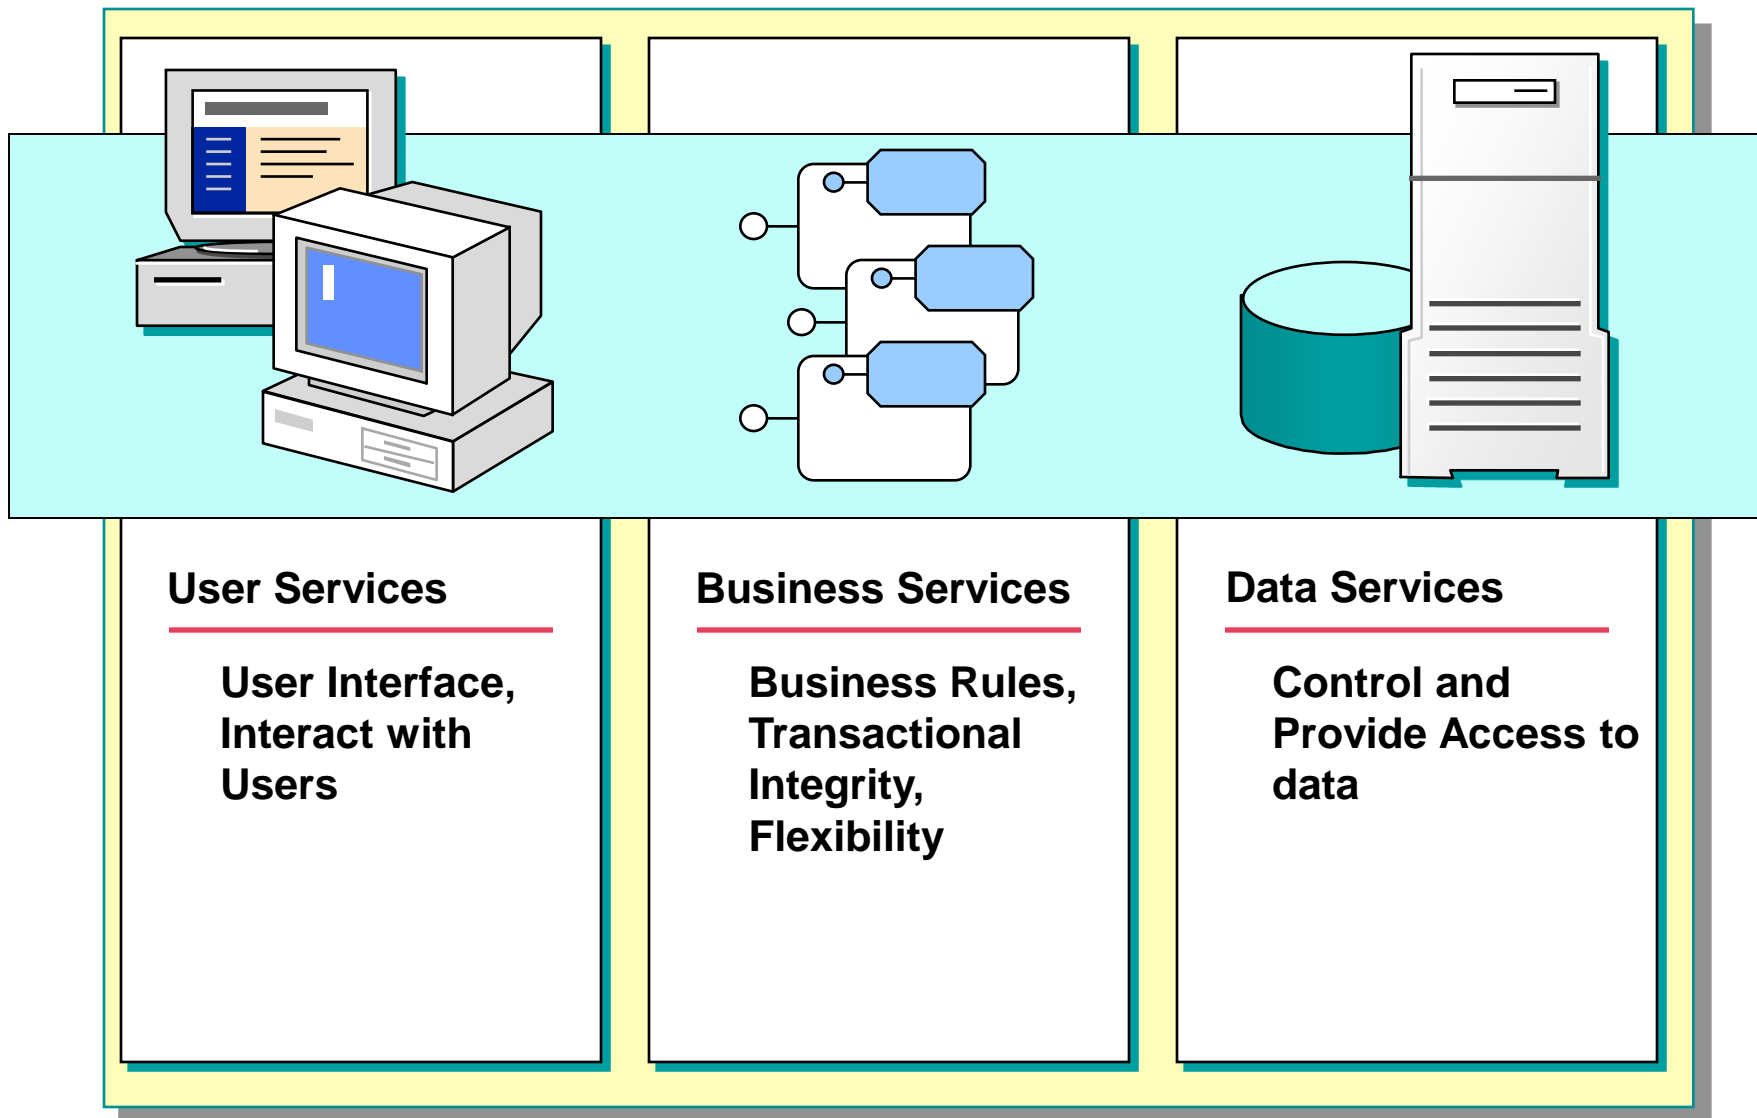 User Services
User Interface,
Interact with
Users
Business Services
Business Rules,
Transactional
Integrity,
Flexibility
Data Services
Control and
Provide Access to
data